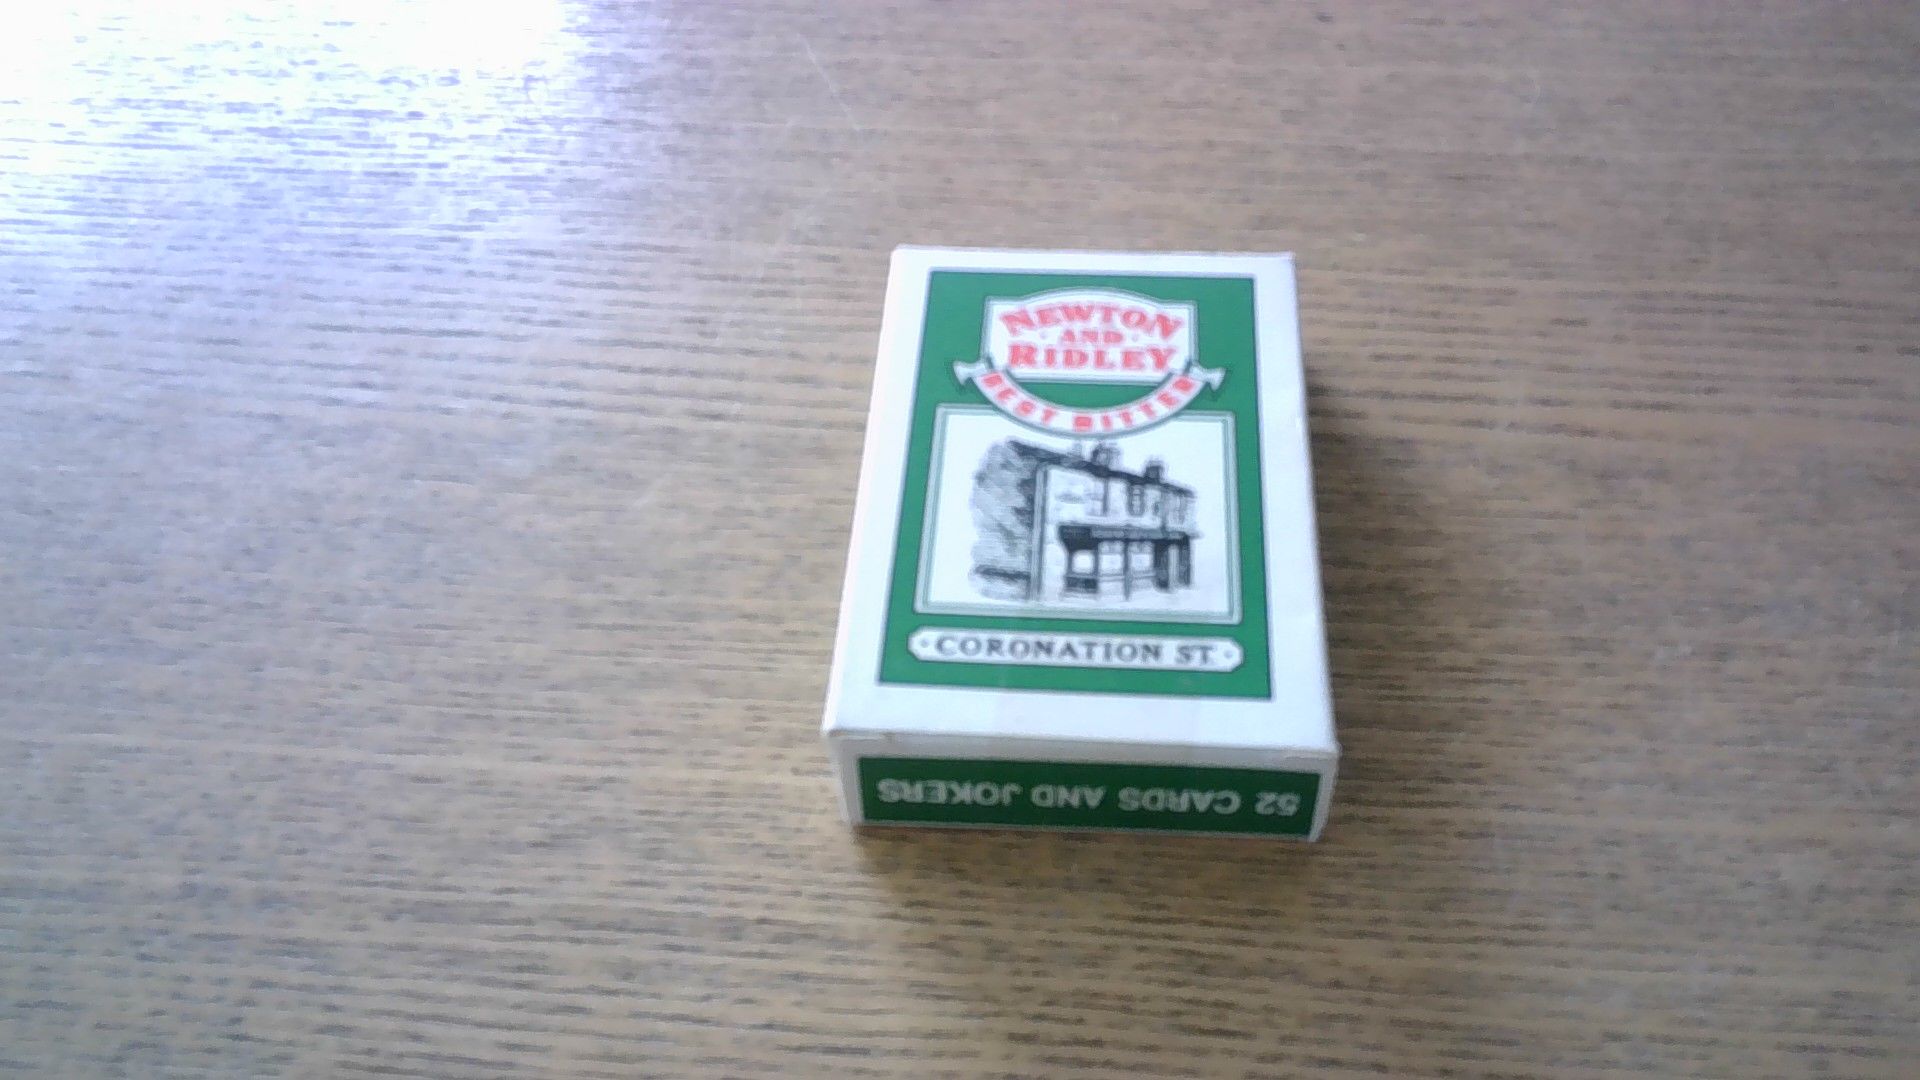 NEWTON
· AND ·
RIDLEY
BEST BITTER
· CORONATION ST ·
52 CARDS AND JOKERS